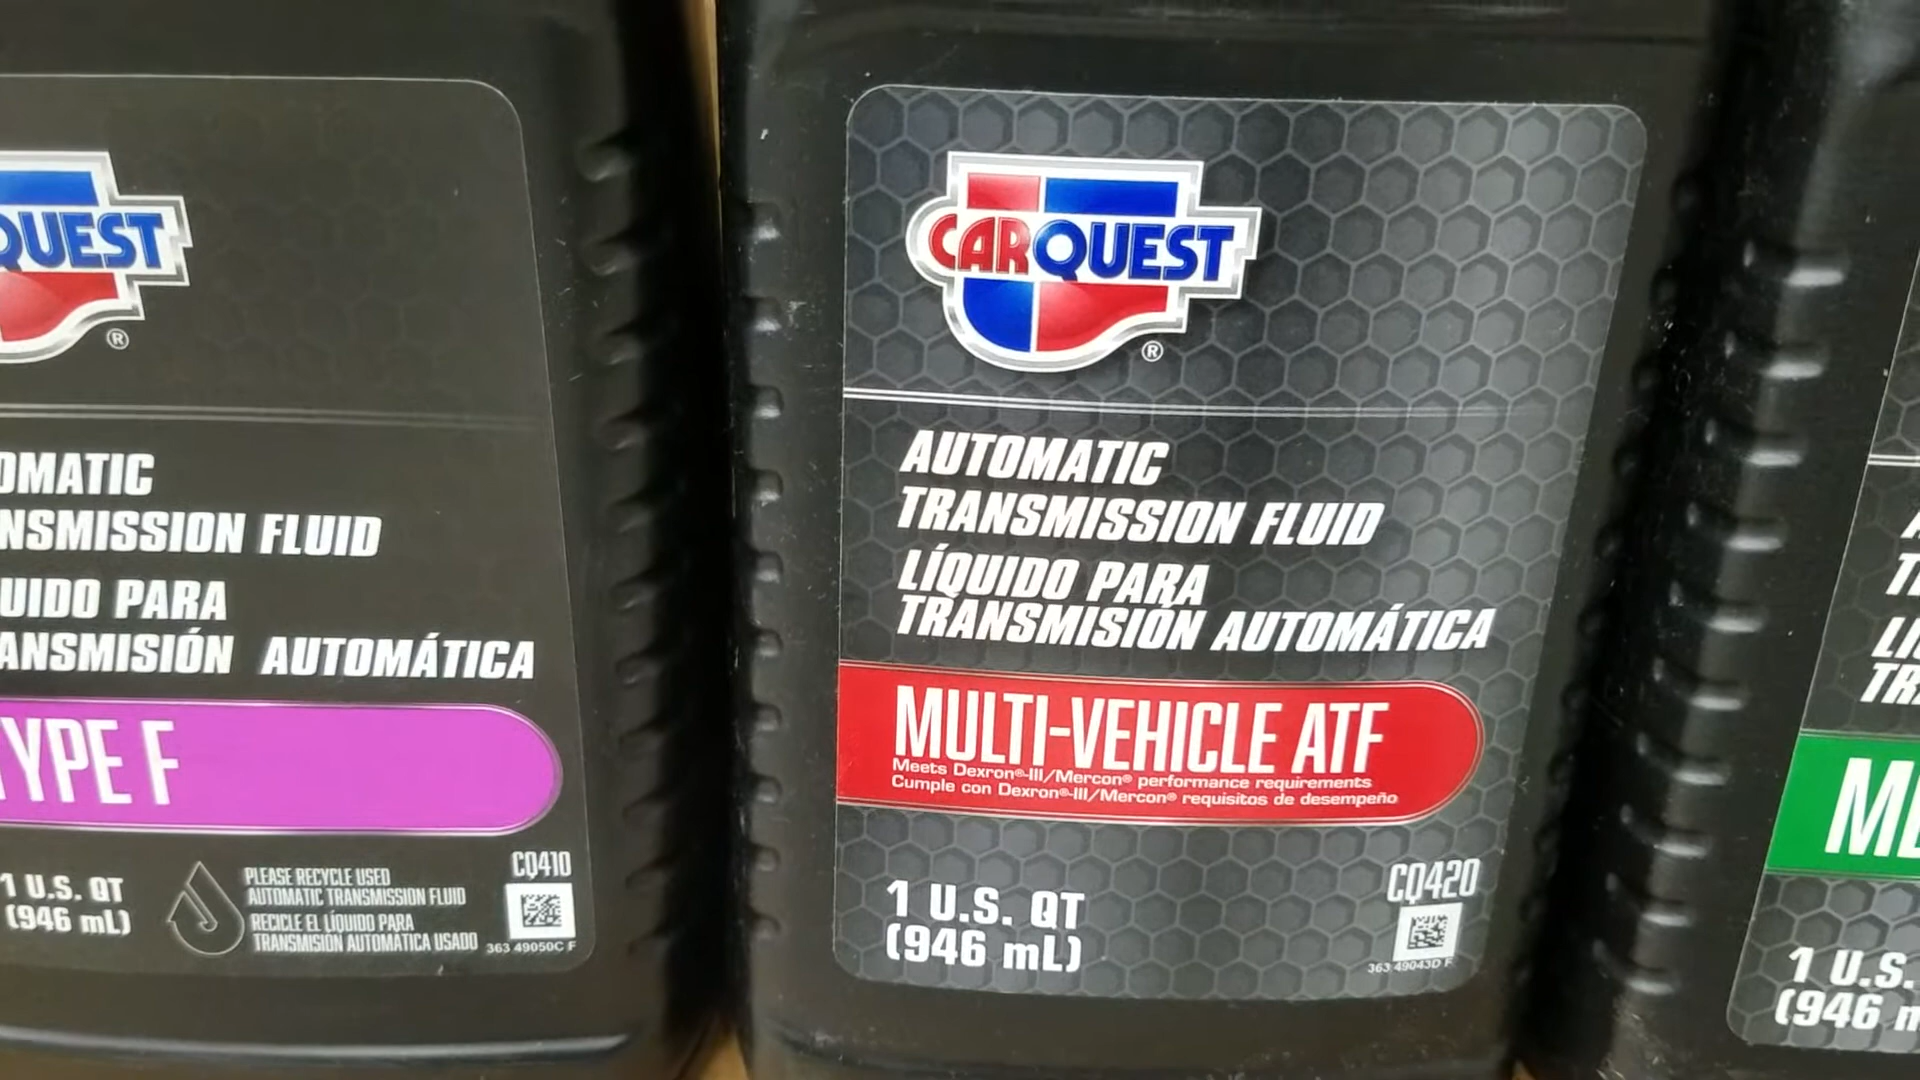 QUEST
®
OMATIC
NSMISSION FLUID
UIDO PARA
ANSMISIÓN AUTOMÁTICA
TYPE F
1 U.S. QT
(946 mL)
PLEASE RECYCLE USED
AUTOMATIC TRANSMISSION FLUID
RECICLE EL LÍQUIDO PARA
TRANSMISIÓN AUTOMÁTICA USADO
CQ410
363 49050C F
CARQUEST
®
AUTOMATIC
TRANSMISSION FLUID
LÍQUIDO PARA
TRANSMISIÓN AUTOMÁTICA
MULTI-VEHICLE ATF
Meets Dexron®-III/Mercon® performance requirements
Cumple con Dexron®-III/Mercon® requisitos de desempeño
1 U.S. QT
(946 mL)
CQ420
363 49043D F
1 U.S.
(946 m